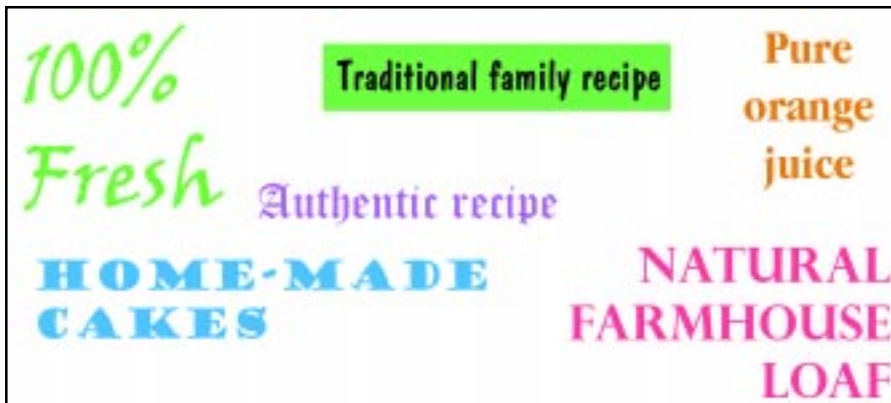 100%
Fresh
Traditional family recipe
Pure
orange
juice
Authentic recipe
HOME-MADE
CAKES
NATURAL
FARMHOUSE
LOAF